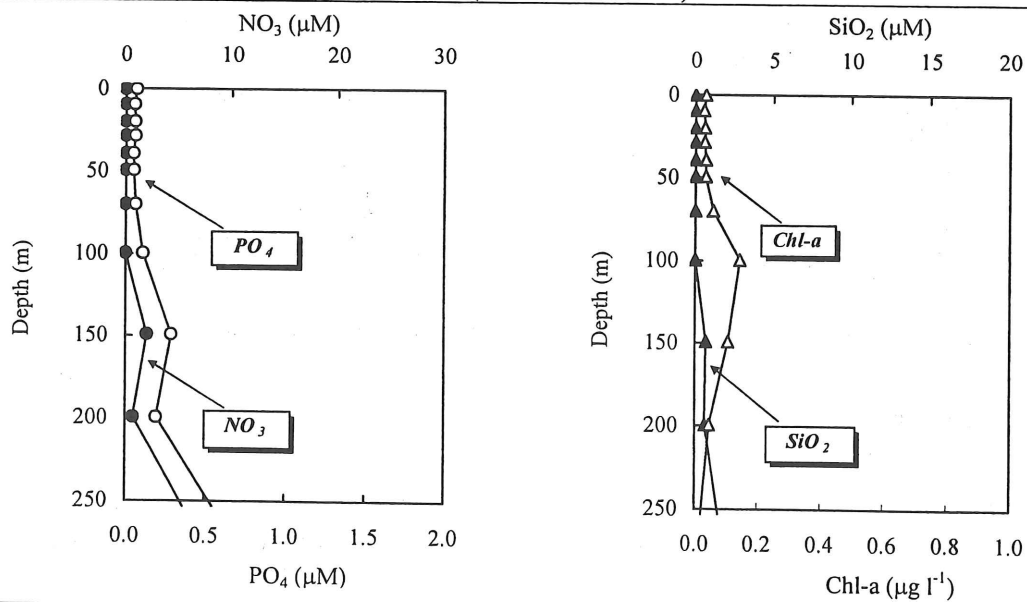 NO3 (µM)
0 10 20 30
0
50
100
150
200
250
Depth (m)
PO4
NO3
0.0 0.5 1.0 1.5 2.0
PO4 (µM)
SiO2 (µM)
0 5 10 15 20
0
50
100
150
200
250
Depth (m)
Chl-a
SiO2
0.0 0.2 0.4 0.6 0.8 1.0
Chl-a (µg l-1)